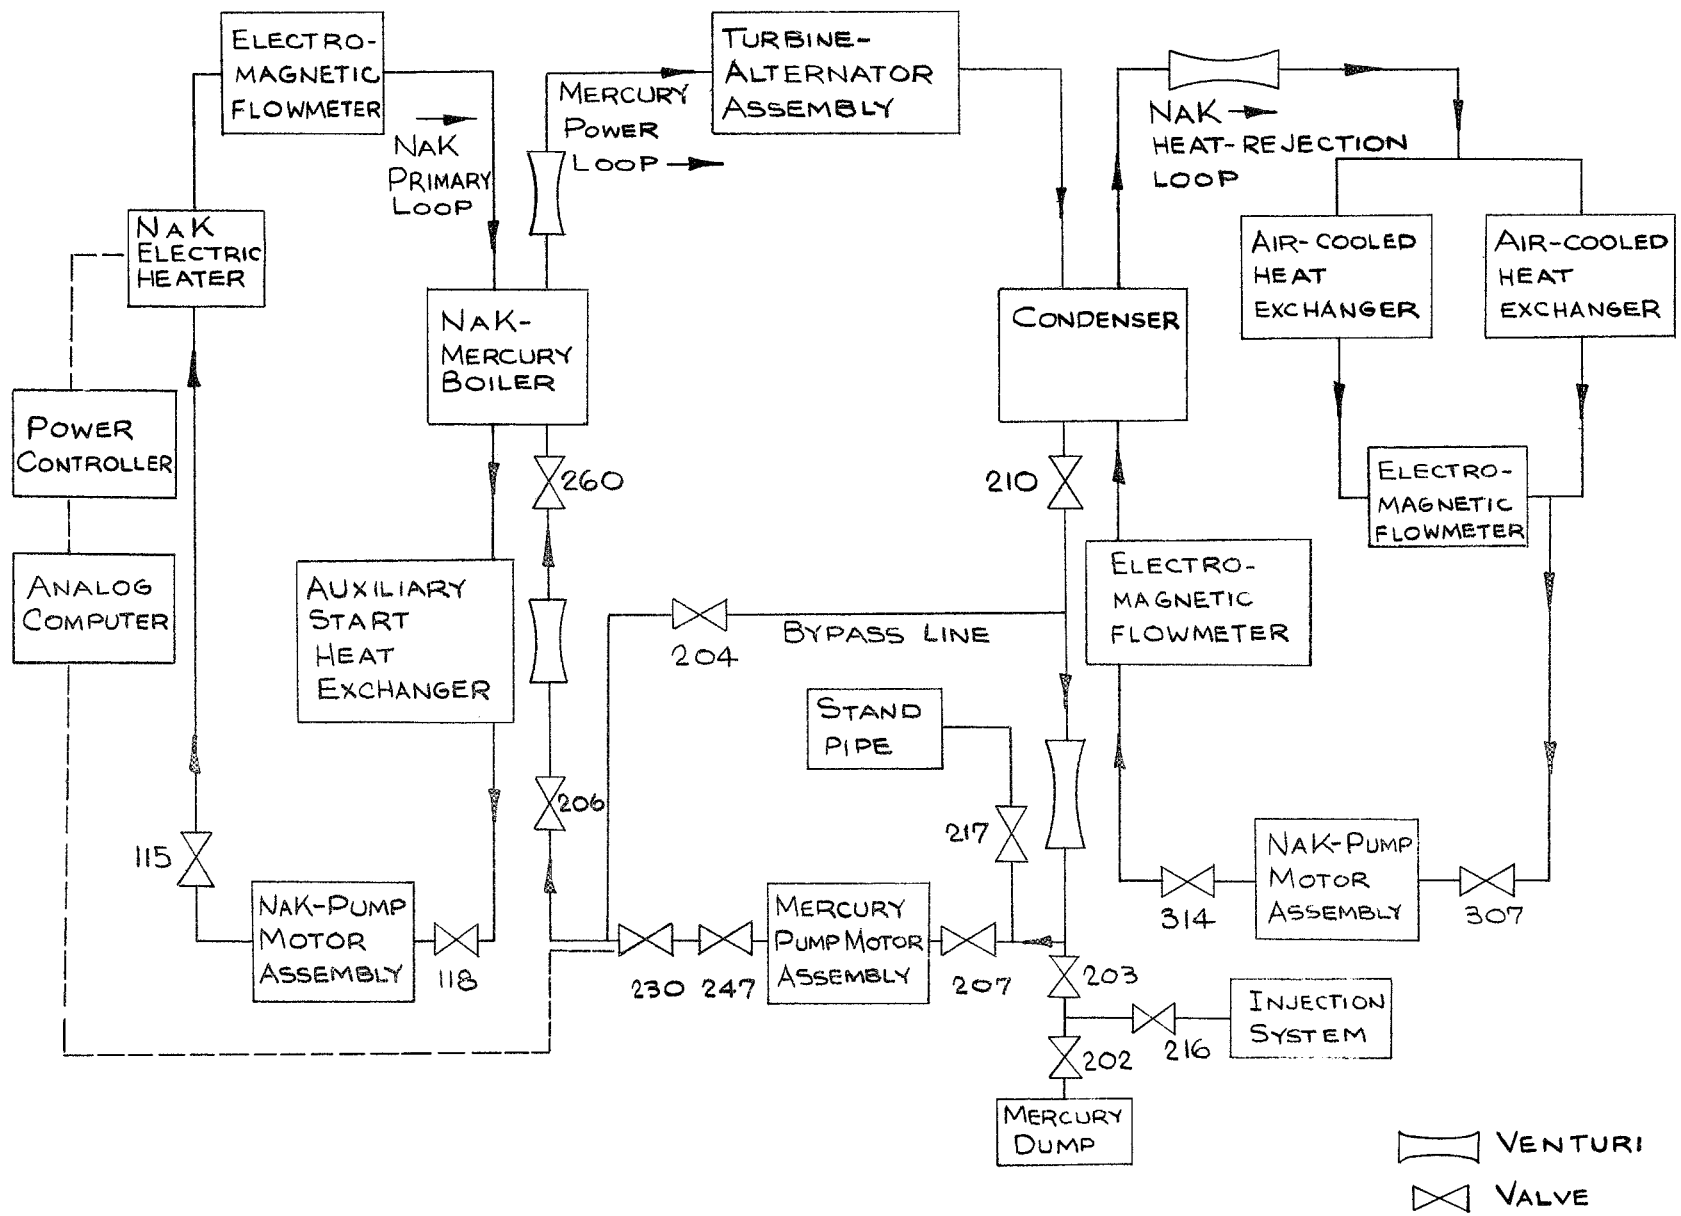 ELECTRO-
MAGNETIC
FLOWMETER
TURBINE-
ALTERNATOR
ASSEMBLY
MERCURY
POWER
LOOP
NAK
PRIMARY
LOOP
NAK
HEAT-REJECTION
LOOP
NAK
ELECTRIC
HEATER
AIR-COOLED
HEAT
EXCHANGER
AIR-COOLED
HEAT
EXCHANGER
NAK-
MERCURY
BOILER
CONDENSER
POWER
CONTROLLER
260
210
ELECTRO-
MAGNETIC
FLOWMETER
ANALOG
COMPUTER
AUXILIARY
START
HEAT
EXCHANGER
ELECTRO-
MAGNETIC
FLOWMETER
BYPASS LINE
204
STAND
PIPE
206
217
115
NAK-PUMP
MOTOR
ASSEMBLY
118
230
247
MERCURY
PUMP MOTOR
ASSEMBLY
207
203
314
NAK-PUMP
MOTOR
ASSEMBLY
307
INJECTION
SYSTEM
216
202
MERCURY
DUMP
VENTURI
VALVE